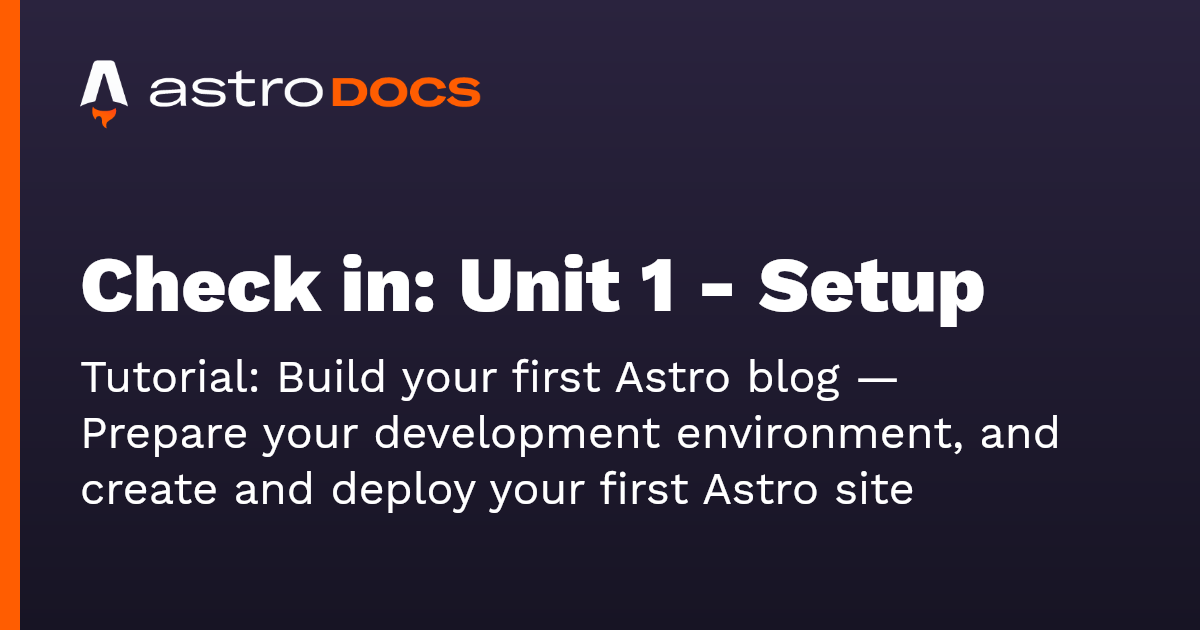 astro DOCS
Check in: Unit 1 - Setup
Tutorial: Build your first Astro blog —
Prepare your development environment, and
create and deploy your first Astro site